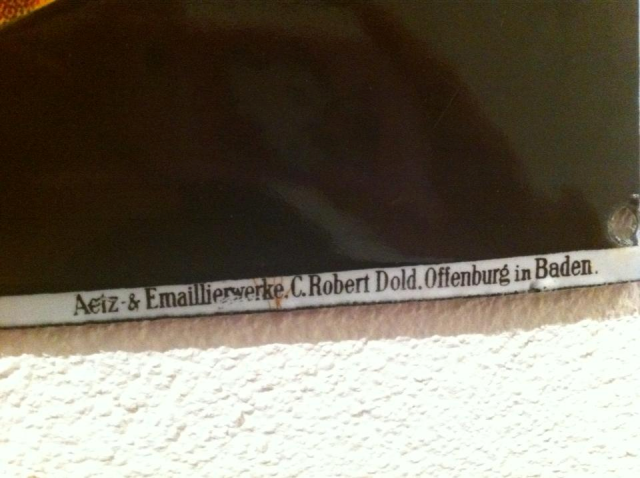 Aetz-& Emaillierwerke. C. Robert Dold. Offenburg in Baden.